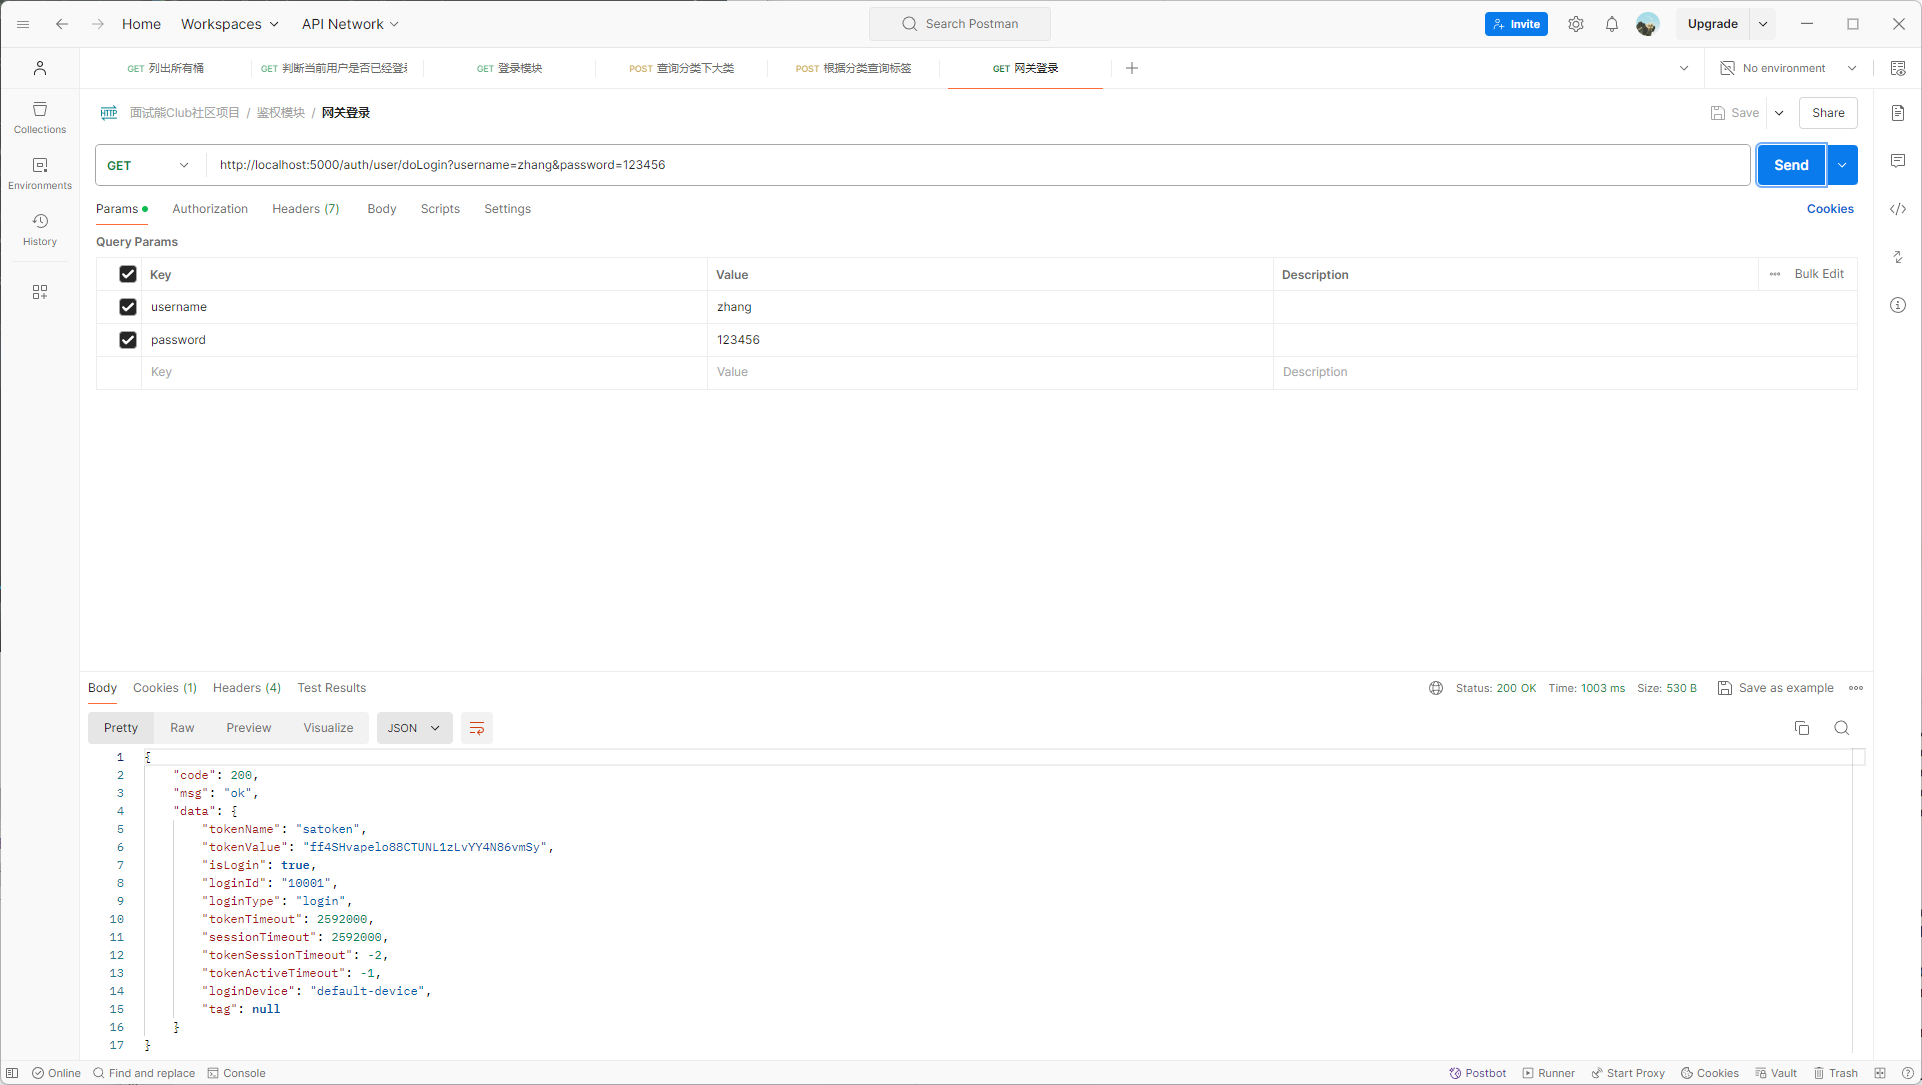 Home Workspaces API Network Search Postman Invite Upgrade
GET 列出所有桶 GET 判断当前用户是否已经登录 GET 登录模块 POST 查询分类下大类 POST 根据分类查询标签 GET 网关登录 No environment
HTTP 面试熊Club社区项目 / 鉴权模块 / 网关登录 Save Share
Collections
Environments
History
GET http://localhost:5000/auth/user/doLogin?username=zhang&password=123456 Send
Params Authorization Headers (7) Body Scripts Settings Cookies
Query Params
Key Value Description Bulk Edit
username zhang
password 123456
Key Value Description
Body Cookies (1) Headers (4) Test Results Status: 200 OK Time: 1003 ms Size: 530 B Save as example
Pretty Raw Preview Visualize JSON
1 {
2 "code": 200,
3 "msg": "ok",
4 "data": {
5 "tokenName": "satoken",
6 "tokenValue": "ff4SHvapelo88CTUNL1zLvYY4N86vmSy",
7 "isLogin": true,
8 "loginId": "10001",
9 "loginType": "login",
10 "tokenTimeout": 2592000,
11 "sessionTimeout": 2592000,
12 "tokenSessionTimeout": -2,
13 "tokenActiveTimeout": -1,
14 "loginDevice": "default-device",
15 "tag": null
16 }
17 }
Online Find and replace Console Postbot Runner Start Proxy Cookies Vault Trash